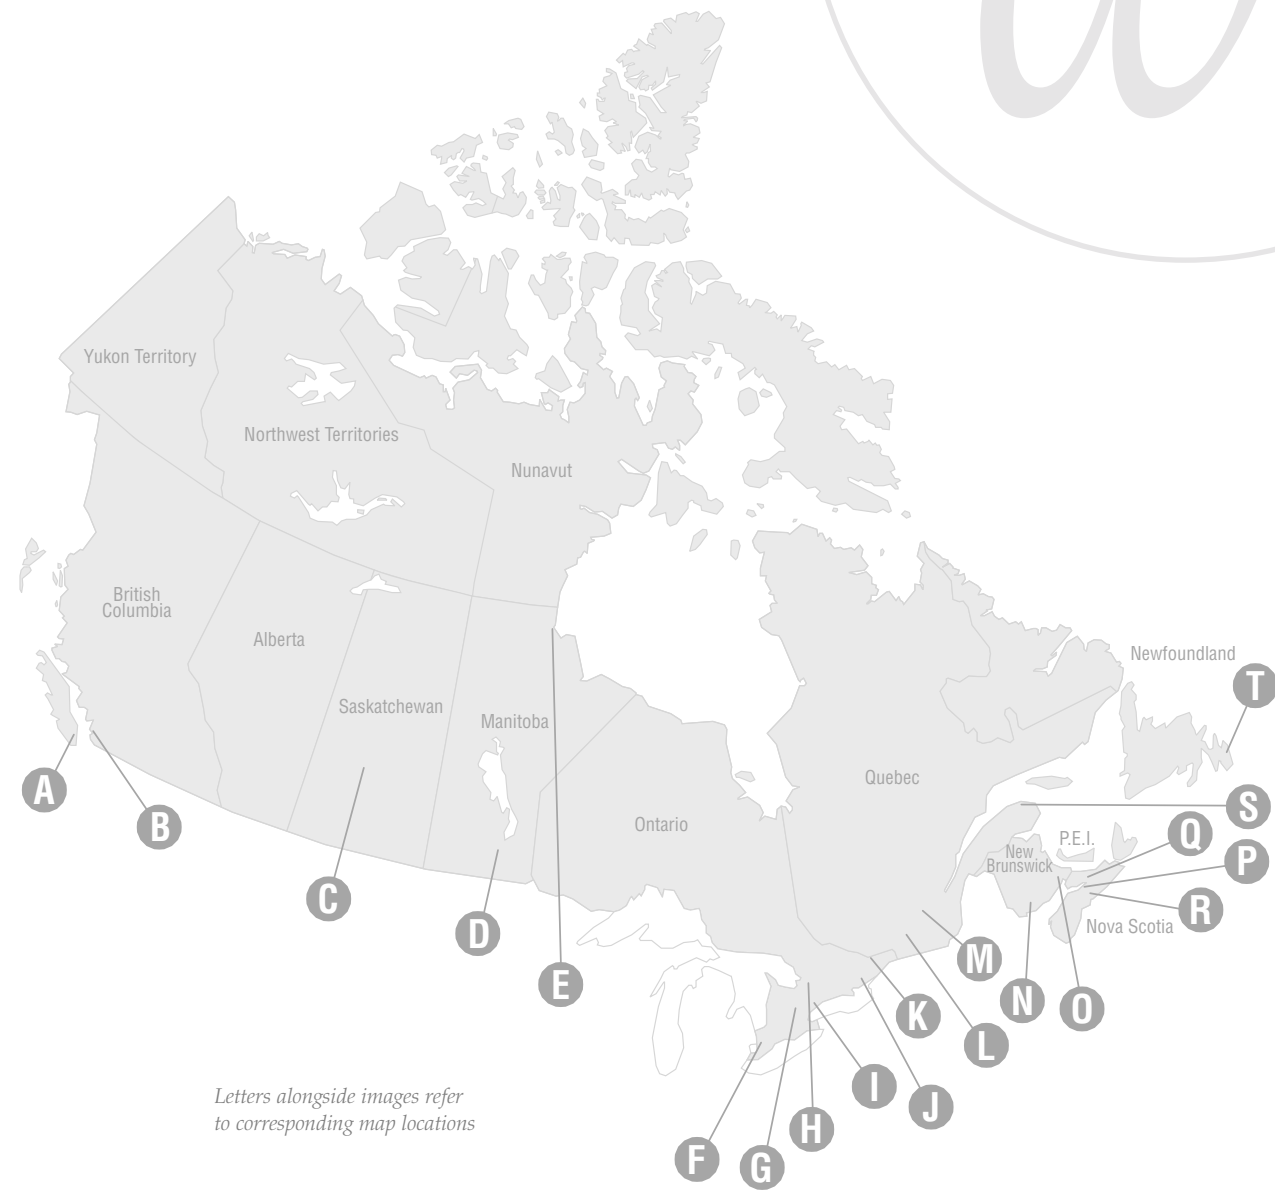 Yukon Territory
Northwest Territories
Nunavut
British
Columbia
Alberta
Saskatchewan
Manitoba
Ontario
Quebec
Newfoundland
New
Brunswick
P.E.I.
Nova Scotia
A
B
C
D
E
F
G
H
I
J
K
L
M
N
O
P
Q
R
S
T
Letters alongside images refer
to corresponding map locations